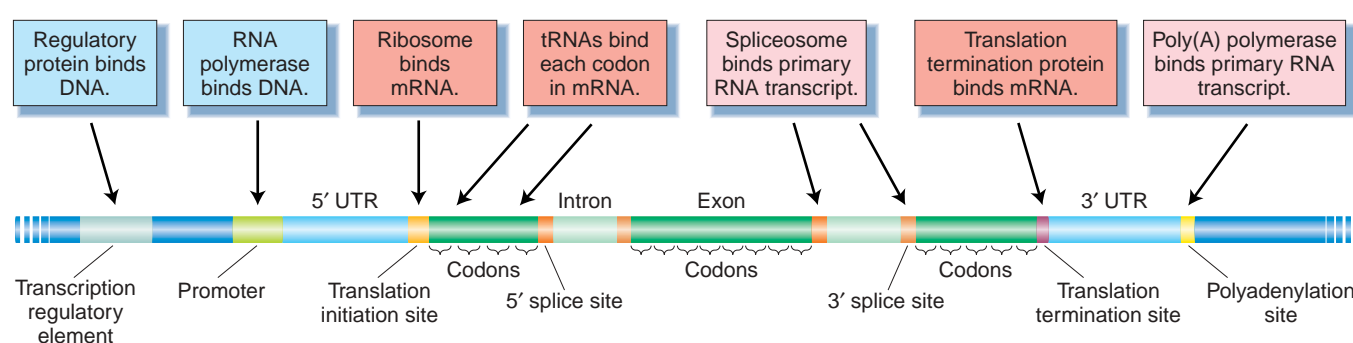 Regulatory
protein binds
DNA.
RNA
polymerase
binds DNA.
Ribosome
binds
mRNA.
tRNAs bind
each codon
in mRNA.
Spliceosome
binds primary
RNA transcript.
Translation
termination protein
binds mRNA.
Poly(A) polymerase
binds primary RNA
transcript.
5′ UTR
Intron
Exon
3′ UTR
Transcription
regulatory
element
Promoter
Translation
initiation site
Codons
5′ splice site
Codons
3′ splice site
Codons
Translation
termination site
Polyadenylation
site